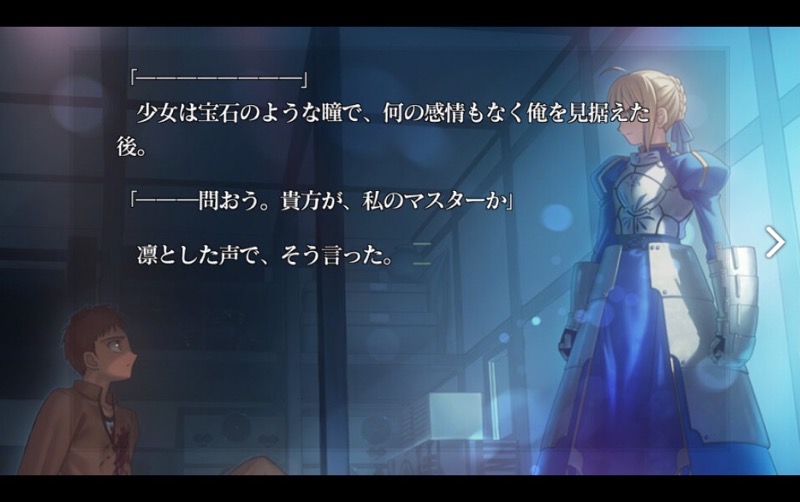 「――――――――」
少女は宝石のような瞳で、何の感情もなく俺を見据えた
後。
「―――問おう。貴方が、私のマスターか」
凛とした声で、そう言った。